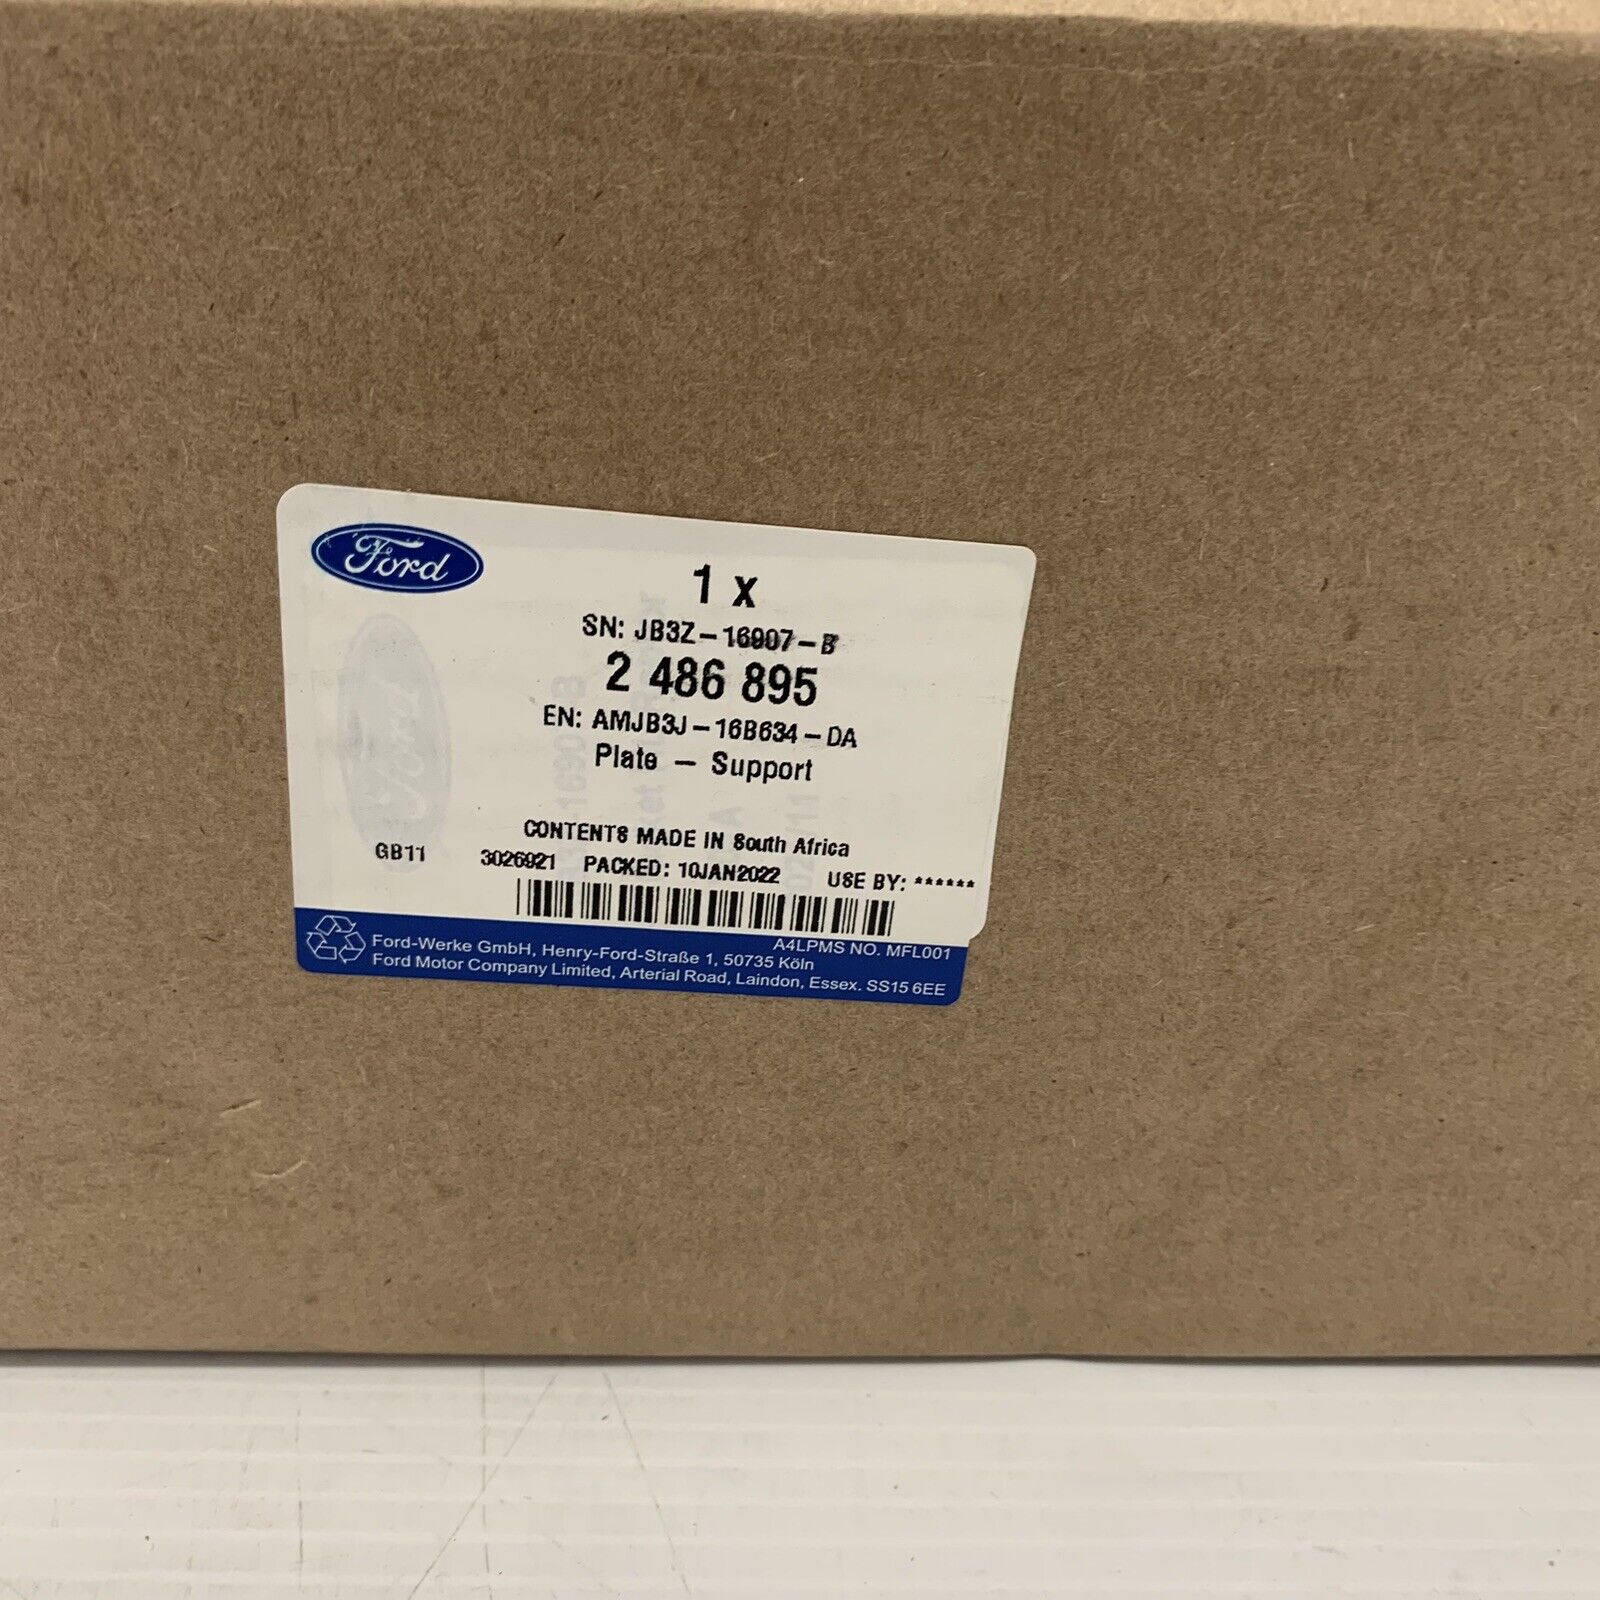 Ford
1 x
SN: JB3Z-16907-B
2 486 895
EN: AMJB3J-16B634-DA
Plate - Support
CONTENTS MADE IN South Africa
GB11 3026921 PACKED: 10JAN2022 USE BY: ******
A4LPMS NO. MFL001
Ford-Werke GmbH, Henry-Ford-Straße 1, 50735 Köln
Ford Motor Company Limited, Arterial Road, Laindon, Essex. SS15 6EE